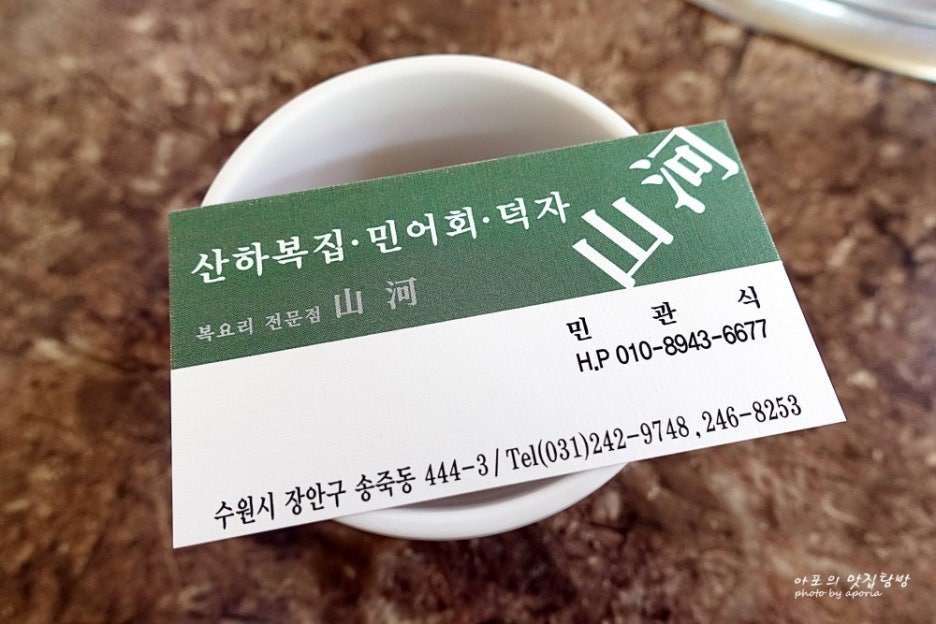 산하복집·민어회·덕자
山河
복요리 전문점 山 河
민 관 식
H.P 010-8943-6677
수원시 장안구 송죽동 444-3 / Tel(031)242-9748 , 246-8253
아포의 맛집탐방
photo by aporia